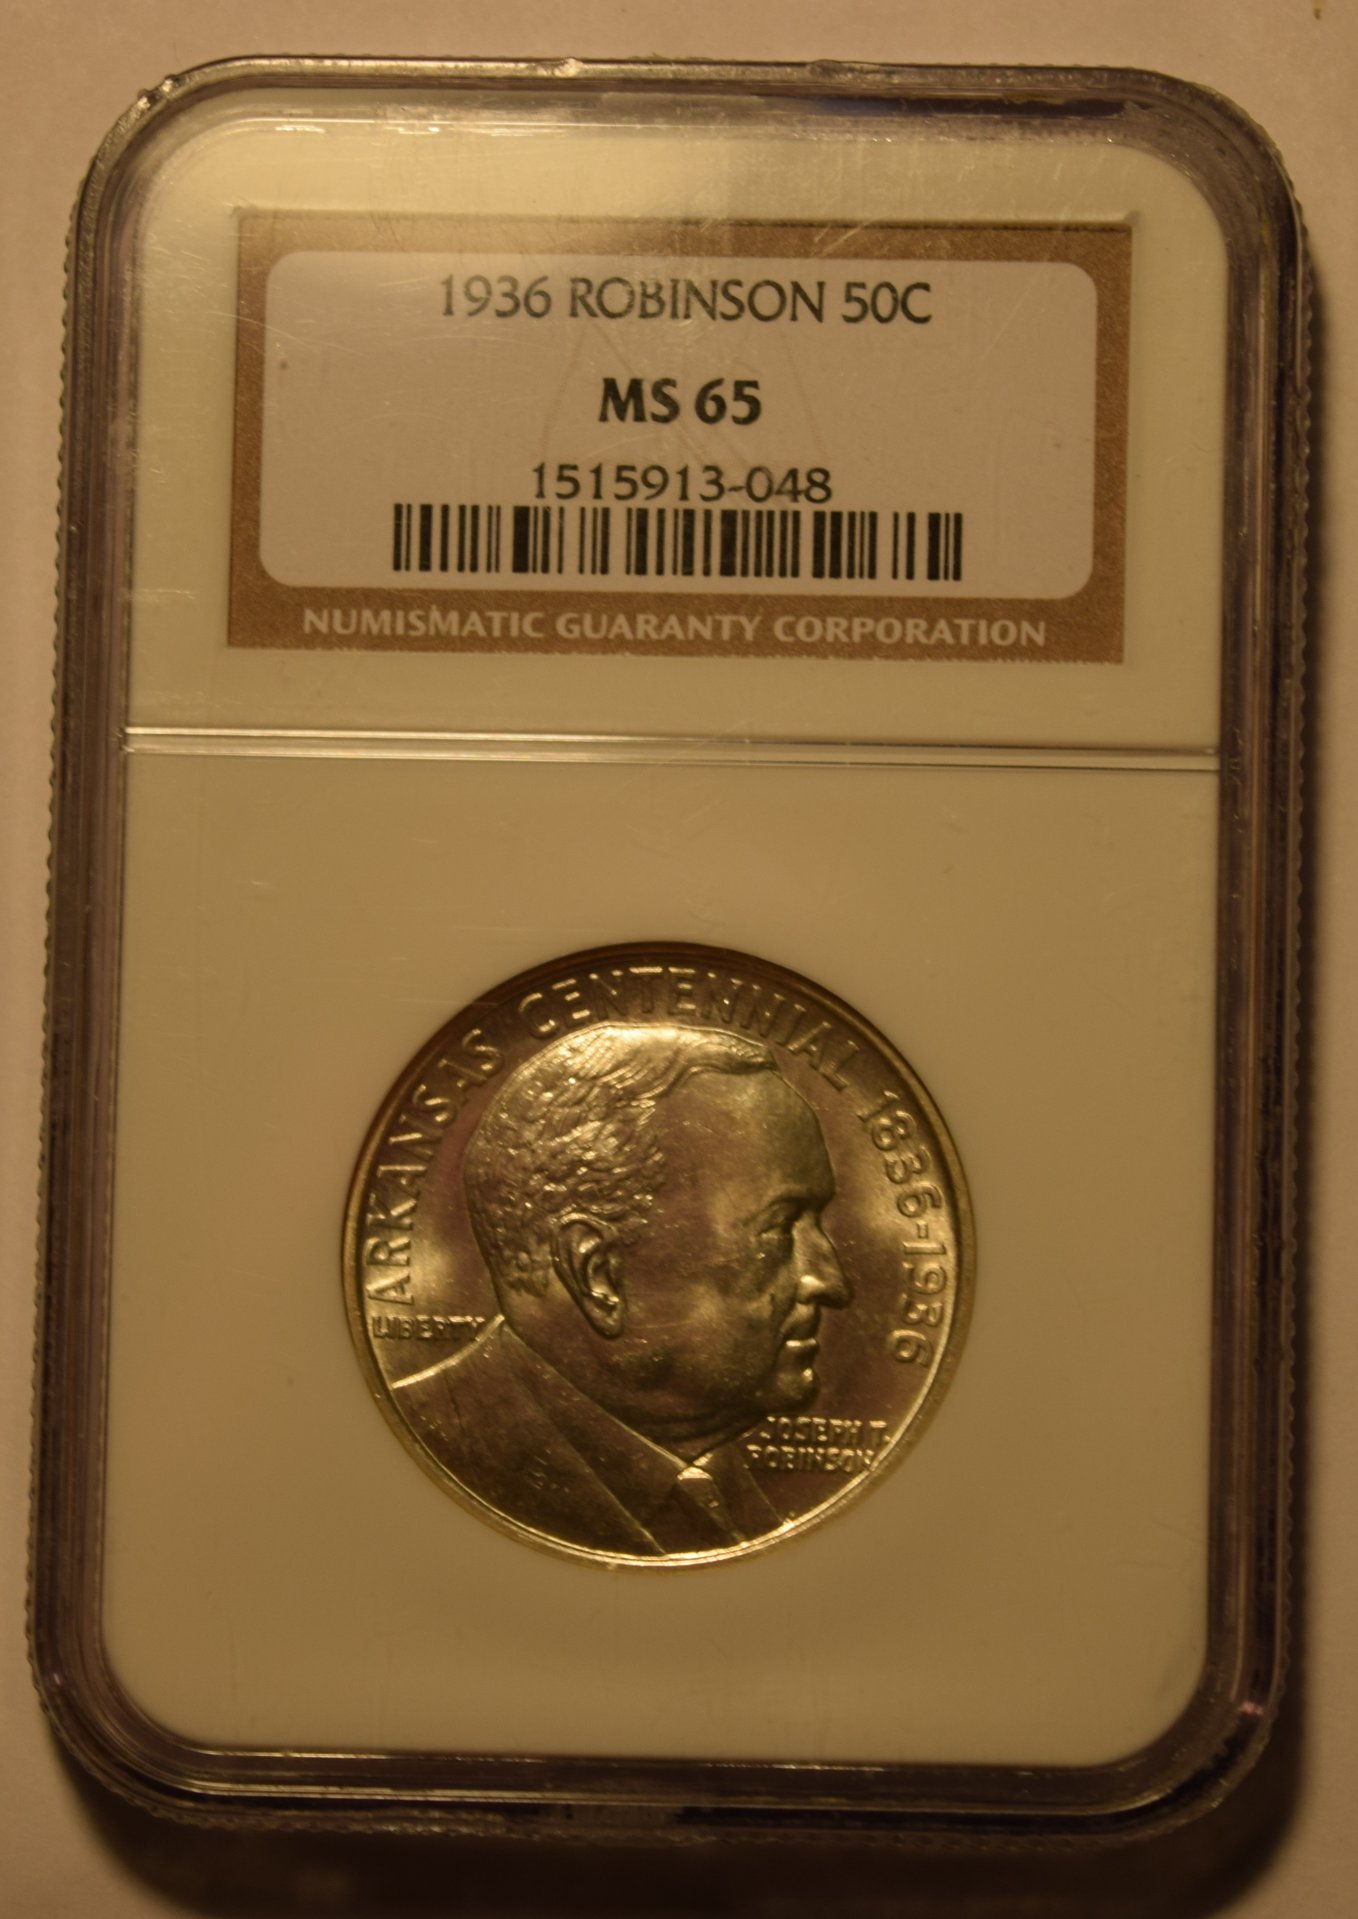 1936 ROBINSON 50C
MS 65
1515913-048
NUMISMATIC GUARANTY CORPORATION
ARKANSAS CENTENNIAL 1836-1936
LIBERTY
JOSEPH T.
ROBINSON